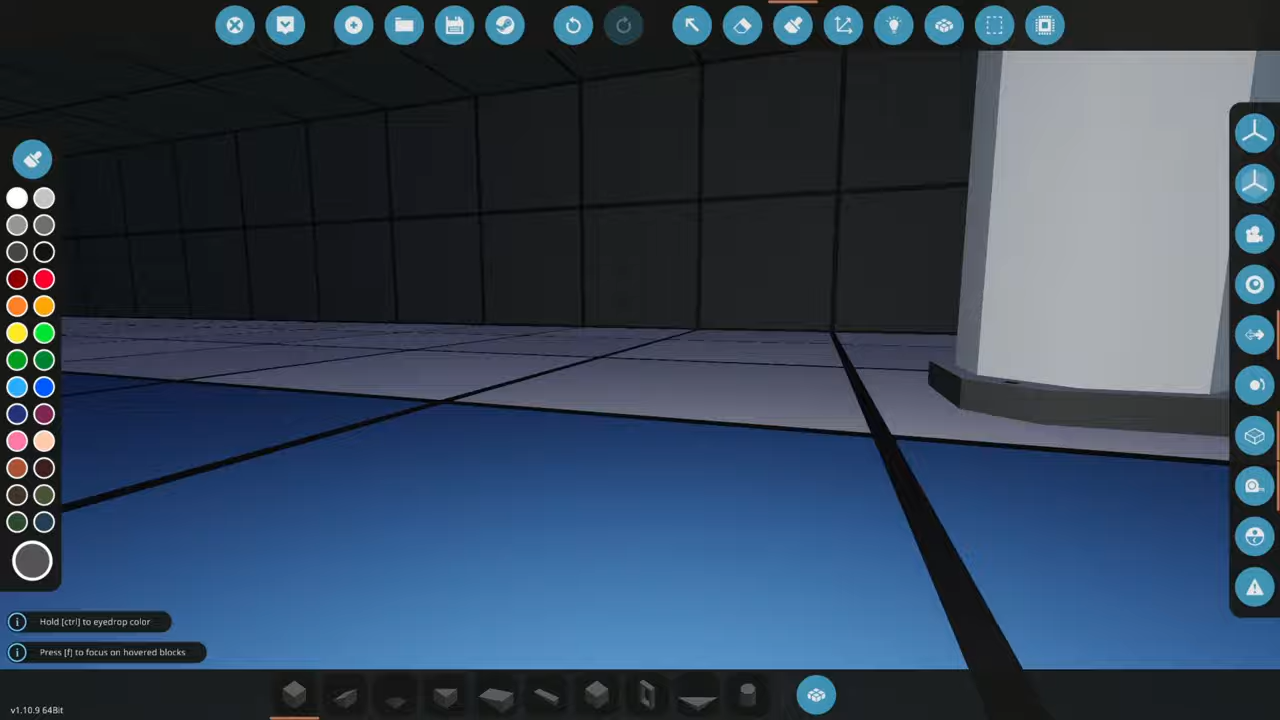 Hold [ctrl] to eyedrop color
Press [f] to focus on hovered blocks
v1.10.9 64Bit